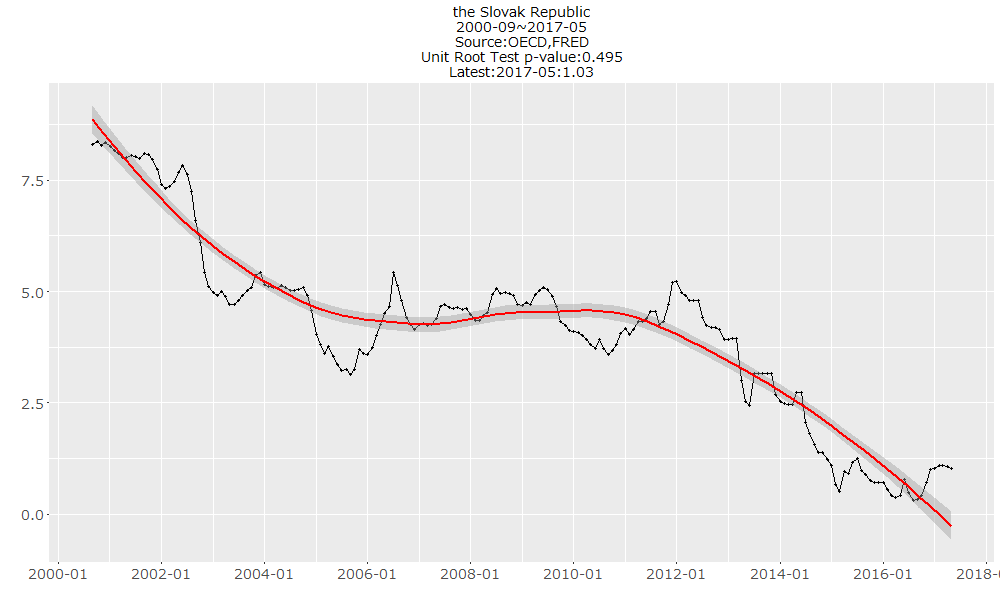 the Slovak Republic
2000-09~2017-05
Source:OECD,FRED
Unit Root Test p-value:0.495
Latest:2017-05:1.03
7.5
5.0
2.5
0.0
2000-01 2002-01 2004-01 2006-01 2008-01 2010-01 2012-01 2014-01 2016-01 2018-0